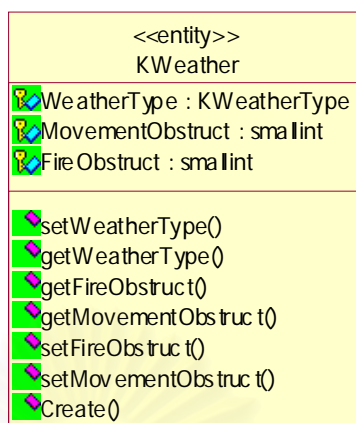 <<entity>>
KWeather
WeatherType : KWeatherType
MovementObstruct : smallint
FireObstruct : smallint
setWeatherType()
getWeatherType()
getFireObstruct()
getMovementObstruct()
setFireObstruct()
setMovementObstruct()
Create()